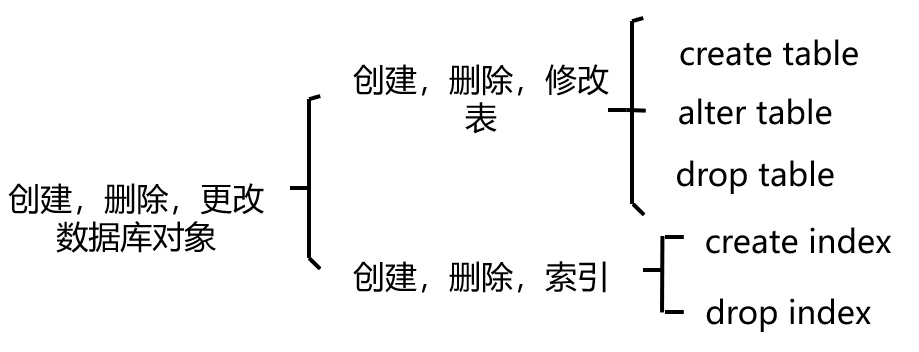 创建，删除，更改
数据库对象
创建，删除，修改
表
create table
alter table
drop table
创建，删除，索引
create index
drop index